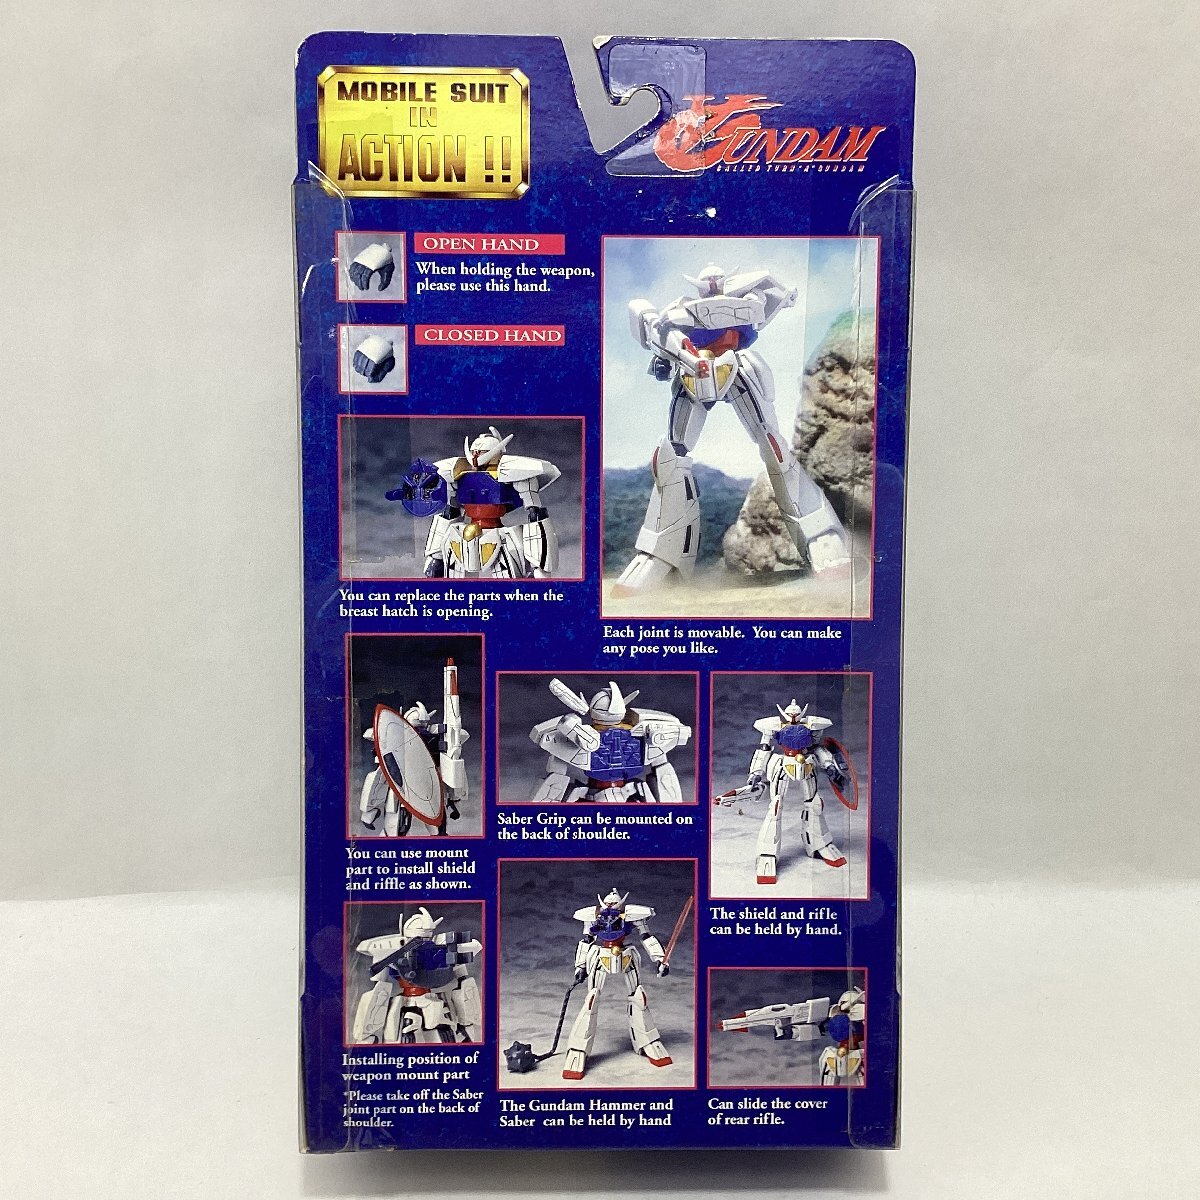 MOBILE SUIT
IN
ACTION !!
GUNDAM
CALLED TURN "A" GUNDAM
OPEN HAND
When holding the weapon,
please use this hand.
CLOSED HAND
You can replace the parts when the
breast hatch is opening.
Each joint is movable. You can make
any pose you like.
You can use mount
part to install shield
and riffle as shown.
Saber Grip can be mounted on
the back of shoulder.
The shield and rifle
can be held by hand.
Installing position of
weapon mount part
*Please take off the Saber
joint part on the back of
shoulder.
The Gundam Hammer and
Saber can be held by hand
Can slide the cover
of rear rifle.